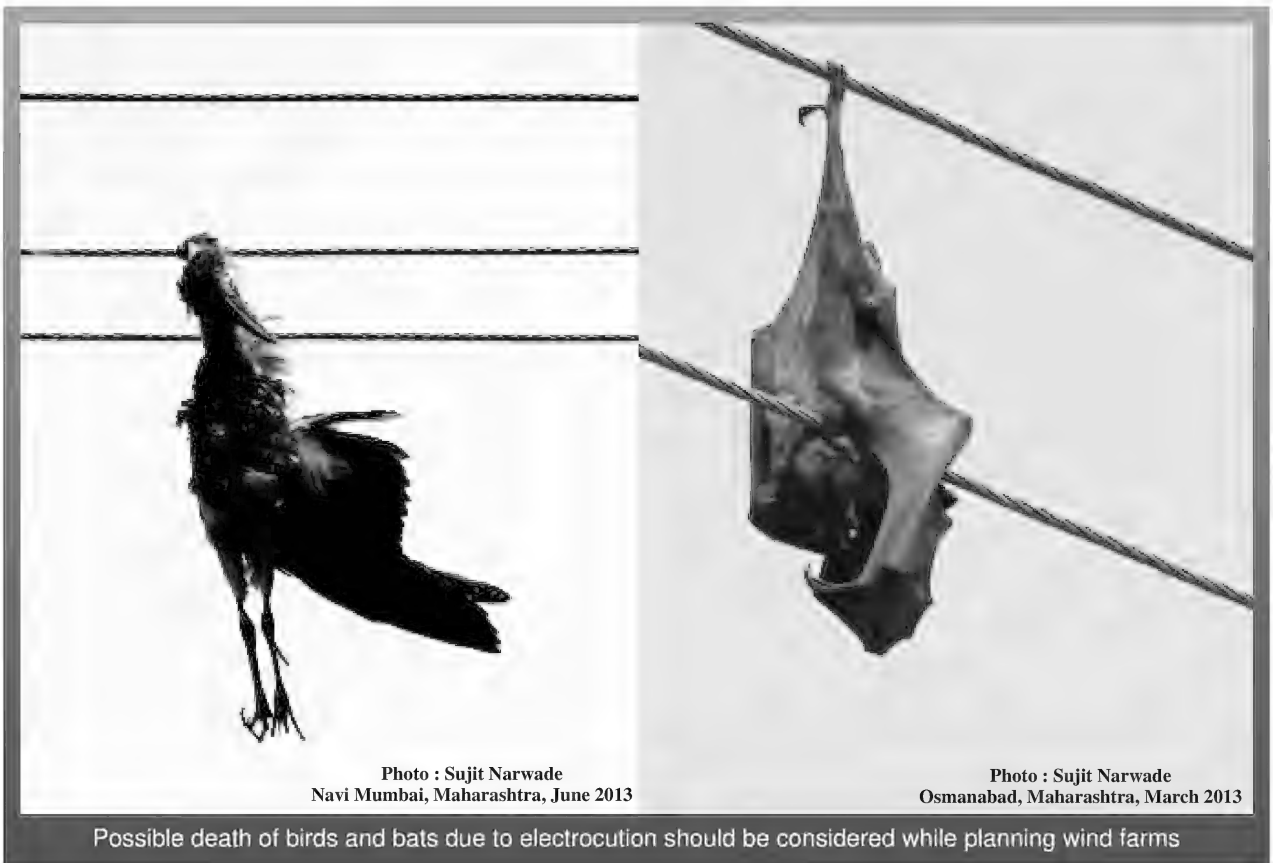 Photo : Sujit Narwade
Navi Mumbai, Maharashtra, June 2013
Photo : Sujit Narwade
Osmanabad, Maharashtra, March 2013
Possible death of birds and bats due to electrocution should be considered while planning wind farms